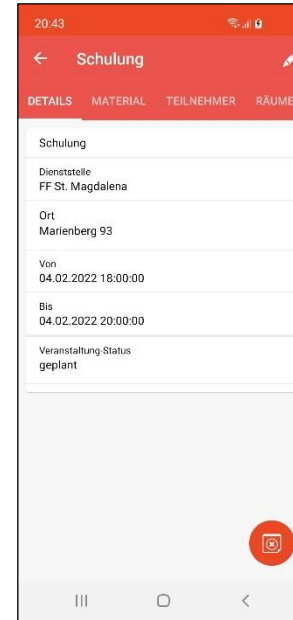 20:43
Schulung
DETAILS MATERIAL TEILNEHMER RÄUME
Schulung
Dienststelle
FF St. Magdalena
Ort
Marienberg 93
Von
04.02.2022 18:00:00
Bis
04.02.2022 20:00:00
Veranstaltung-Status
geplant